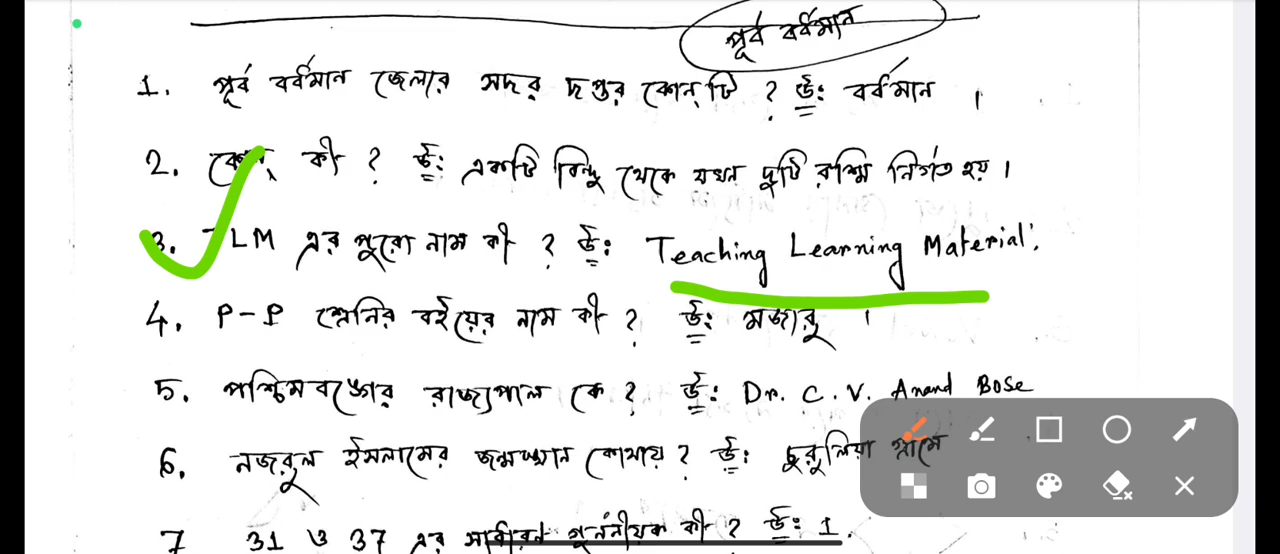 পূর্ব বর্ধমান
1. পূর্ব বর্ধমান জেলার সদর দপ্তর কোনটি ? উঃ বর্ধমান ।
2. কোন কী ? উঃ একটি বিন্দু থেকে যখন দুটি রশ্মি নির্গত হয় ।
3. TLM এর পুরো নাম কী ? উঃ Teaching Learning Material.
4. P-P শ্রেনির বইয়ের নাম কী ? উঃ মজারু ।
5. পশ্চিমবঙ্গের রাজ্যপাল কে ? উঃ Dr. C. V. Anand BOSE
6. নজরুল ইসলামের জন্মস্থান কোথায় ? উঃ চুরুলিয়া গ্রামে
7 31 ও 37 এর সাধারণ গুননীয়ক কী ? উঃ 1.